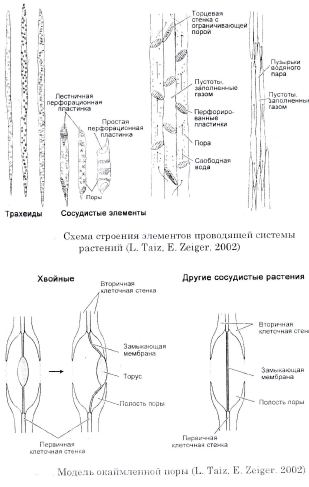 Торцевая
стенка с
ограничивающей
порой
Пузырьки
водяного
пара
Пустоты,
заполненные
газом
Пустоты,
заполненные
газом
Лестничная
перфорационная
пластинка
Перфориро-
ванные
пластинки
Простая
перфорационная
пластинка
Пора
Свободная
вода
Поры
Трахеиды
Сосудистые элементы
Схема строения элементов проводящей системы
растений (L. Taiz, E. Zeiger, 2002)
Хвойные
Другие сосудистые растения
Вторичная
клеточная стенка
Вторичная
клеточная стенк
Замыкающая
мембрана
Торус
Полость поры
Замыкающая
мембрана
Полость поры
Первичная
клеточная стенка
Первичная
клеточная стенка
Модель окаймленной поры (L. Taiz, E. Zeiger, 2002)